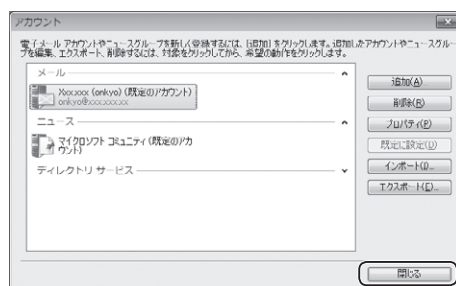 アカウント
電子メール アカウントやニュースグループを新しく登録するには、[追加] をクリックします。追加したアカウントやニュースグループを編集、エクスポート、削除するには、対象をクリックしてから、希望の動作をクリックします。
メール
Xxx.xxx (onkyo) (既定のアカウント)
onkyo@xxx.xxx.xx
ニュース
マイクロソフト コミュニティ (既定のアカウント)
ディレクトリ サービス
追加(A)
削除(R)
プロパティ(P)
既定に設定(D)
インポート(I)...
エクスポート(E)...
閉じる